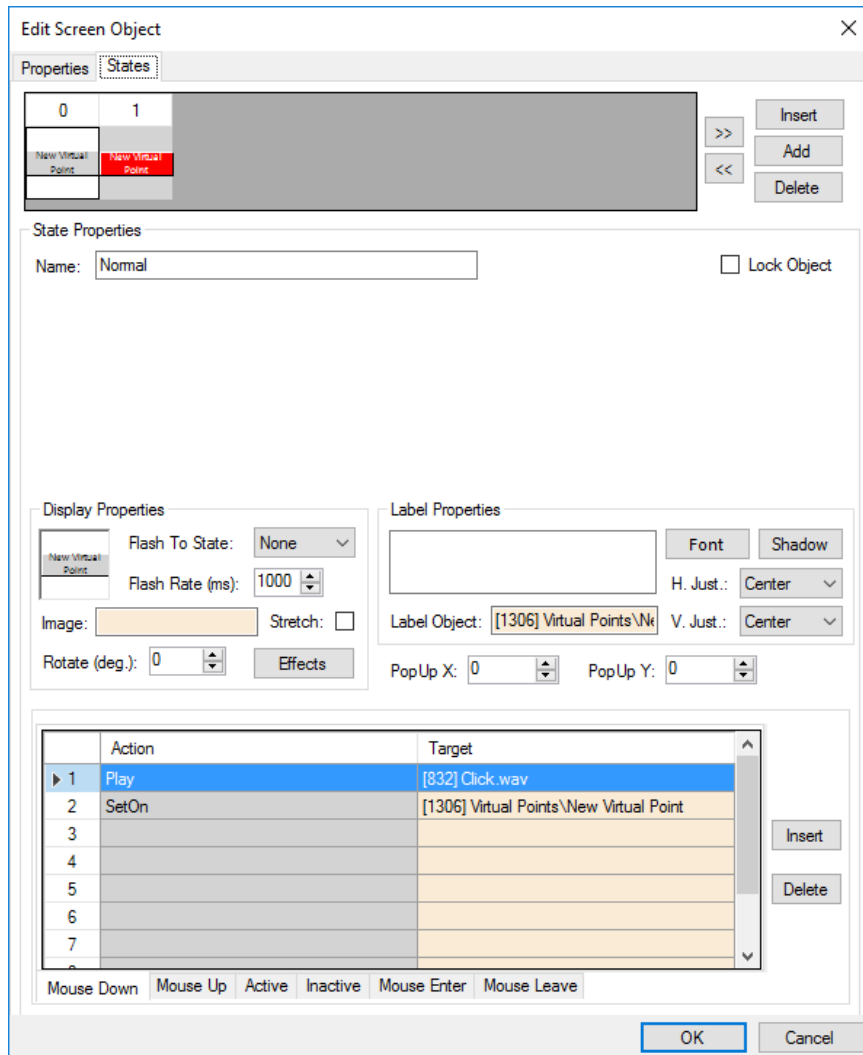 Edit Screen Object
Properties States
0 1
New Virtual Point
New Virtual Point
>>
<<
Insert
Add
Delete
State Properties
Name: Normal
Lock Object
Display Properties
New Virtual Point
Flash To State: None
Flash Rate (ms): 1000
Image:
Stretch:
Rotate (deg.): 0
Effects
Label Properties
Font Shadow
H. Just.: Center
Label Object: [1306] Virtual Points\Ne
V. Just.: Center
PopUp X: 0 PopUp Y: 0
Action Target
1 Play [832] Click.wav
2 SetOn [1306] Virtual Points\New Virtual Point
3
4
5
6
7
Insert
Delete
Mouse Down Mouse Up Active Inactive Mouse Enter Mouse Leave
OK Cancel